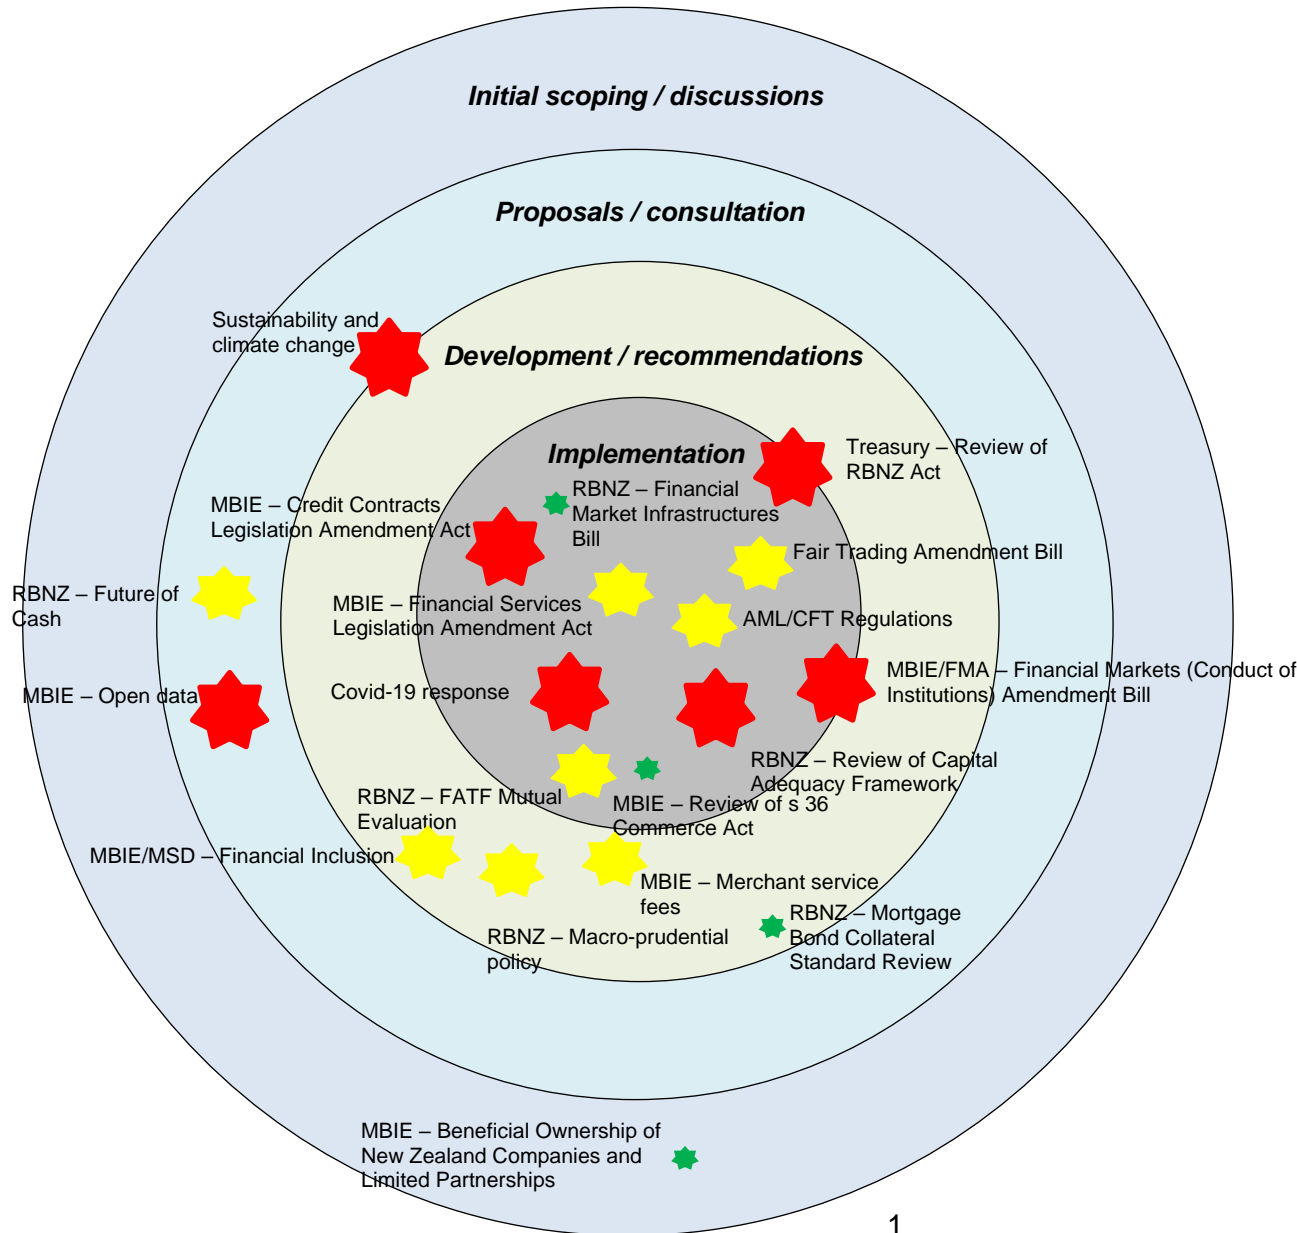 Initial scoping / discussions
Proposals / consultation
Sustainability and
climate change
Development / recommendations
Implementation
Treasury – Review of
RBNZ Act
RBNZ – Financial
Market Infrastructures
Bill
MBIE – Credit Contracts
Legislation Amendment Act
Fair Trading Amendment Bill
RBNZ – Future of
Cash
MBIE – Financial Services
Legislation Amendment Act
AML/CFT Regulations
MBIE – Open data
Covid-19 response
MBIE/FMA – Financial Markets (Conduct of
Institutions) Amendment Bill
RBNZ – Review of Capital
Adequacy Framework
RBNZ – FATF Mutual
Evaluation
MBIE – Review of s 36
Commerce Act
MBIE/MSD – Financial Inclusion
MBIE – Merchant service
fees
RBNZ – Mortgage
Bond Collateral
Standard Review
RBNZ – Macro-prudential
policy
MBIE – Beneficial Ownership of
New Zealand Companies and
Limited Partnerships
1